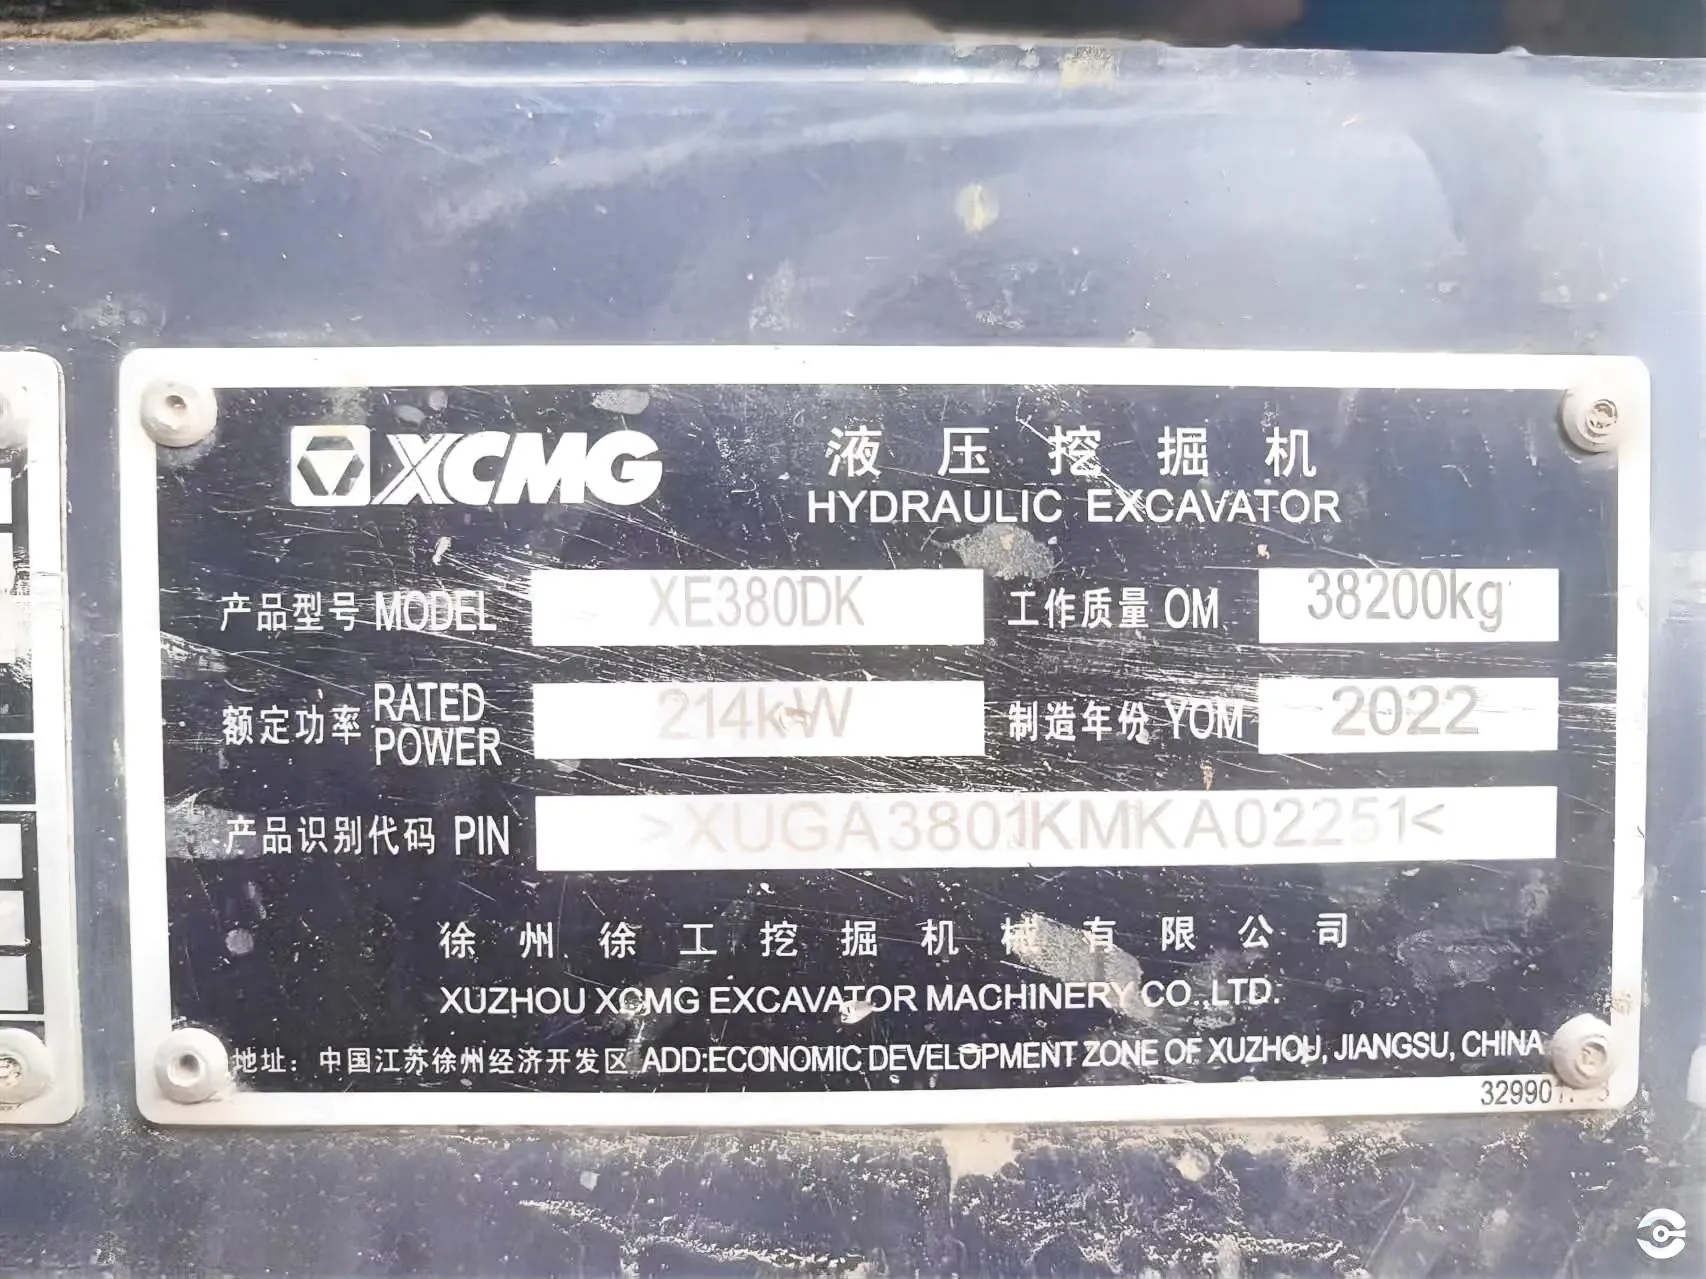 XCMG
液压挖掘机
HYDRAULIC EXCAVATOR
产品型号 MODEL XE380DK 工作质量 OM 38200kg
额定功率 RATED POWER 214kW 制造年份 YOM 2022
产品识别代码 PIN >XUGA3801KMKA02251<
徐州徐工挖掘机械有限公司
XUZHOU XCMG EXCAVATOR MACHINERY CO.,LTD.
地址：中国江苏徐州经济开发区 ADD:ECONOMIC DEVELOPMENT ZONE OF XUZHOU, JIANGSU, CHINA